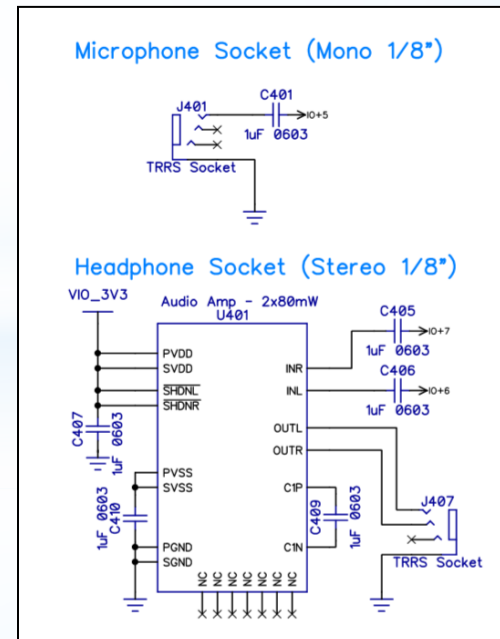 Microphone Socket (Mono 1/8")
J401
C401
IO+5
1uF 0603
TRRS Socket
Headphone Socket (Stereo 1/8")
VIO_3V3
Audio Amp - 2x80mW
U401
C405
IO+7
1uF 0603
C406
IO+6
1uF 0603
PVDD
SVDD
SHDNL
SHDNR
INR
INL
OUTL
OUTR
C407
1uF 0603
PVSS
SVSS
C1P
C1N
C410
1uF 0603
C409
1uF 0603
PGND
SGND
NC NC NC NC NC NC NC
J407
TRRS Socket